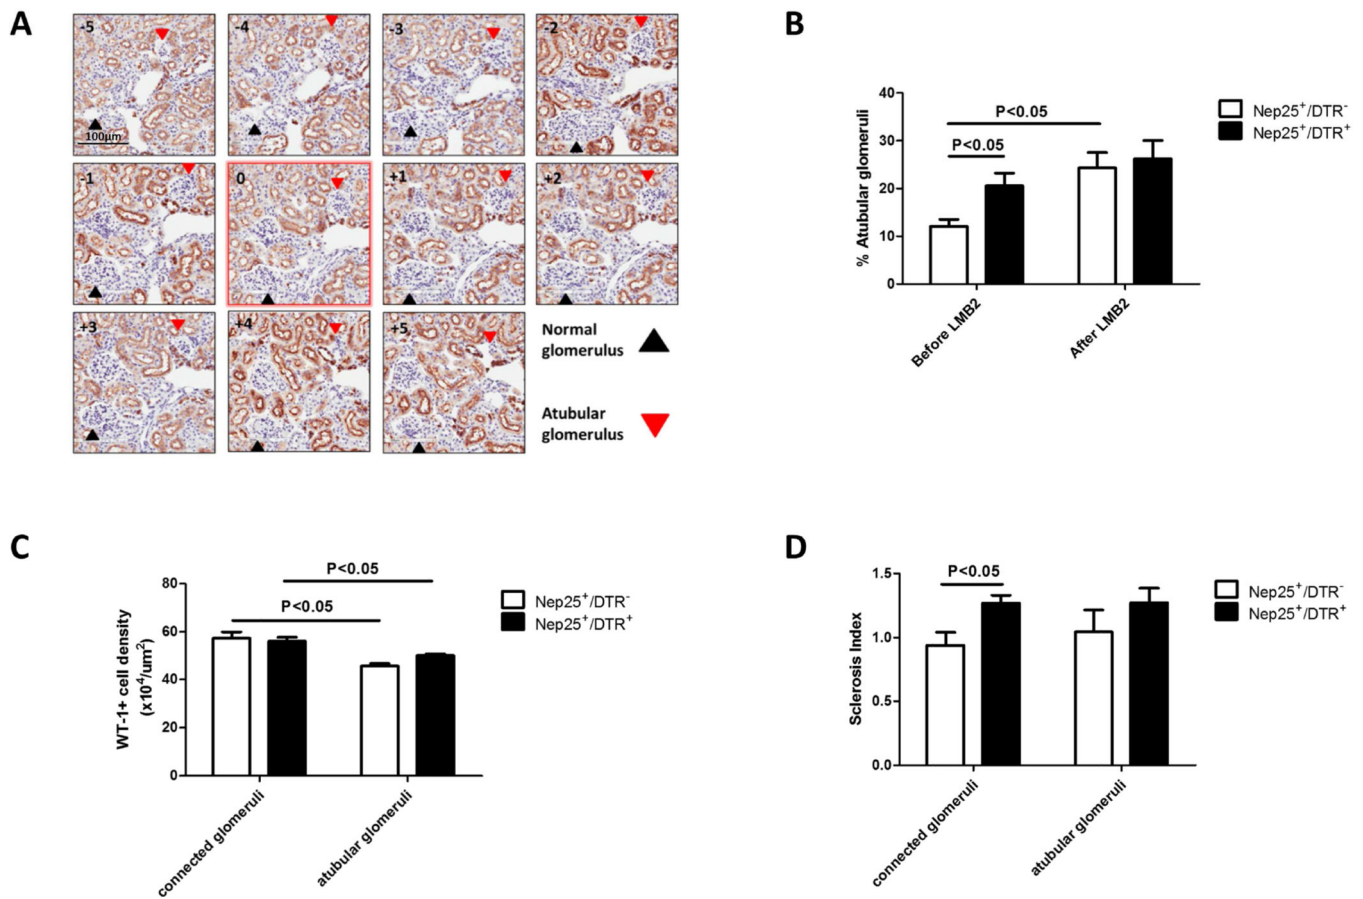 A
-5
-4
-3
-2
100μm
-1
0
+1
+2
+3
+4
+5
Normal
glomerulus
Atubular
glomerulus
B
% Atubular glomeruli
40
30
20
10
0
P<0.05
P<0.05
Before LMB2
After LMB2
Nep25⁺/DTR⁻
Nep25⁺/DTR⁺
C
WT-1+ cell density
(x10⁴/um²)
80
60
40
60
0
P<0.05
P<0.05
connected glomeruli
atubular glomeruli
Nep25⁺/DTR⁻
Nep25⁺/DTR⁺
D
Sclerosis Index
1.5
1.0
0.5
0.0
P<0.05
connected glomeruli
atubular glomeruli
Nep25⁺/DTR⁻
Nep25⁺/DTR⁺